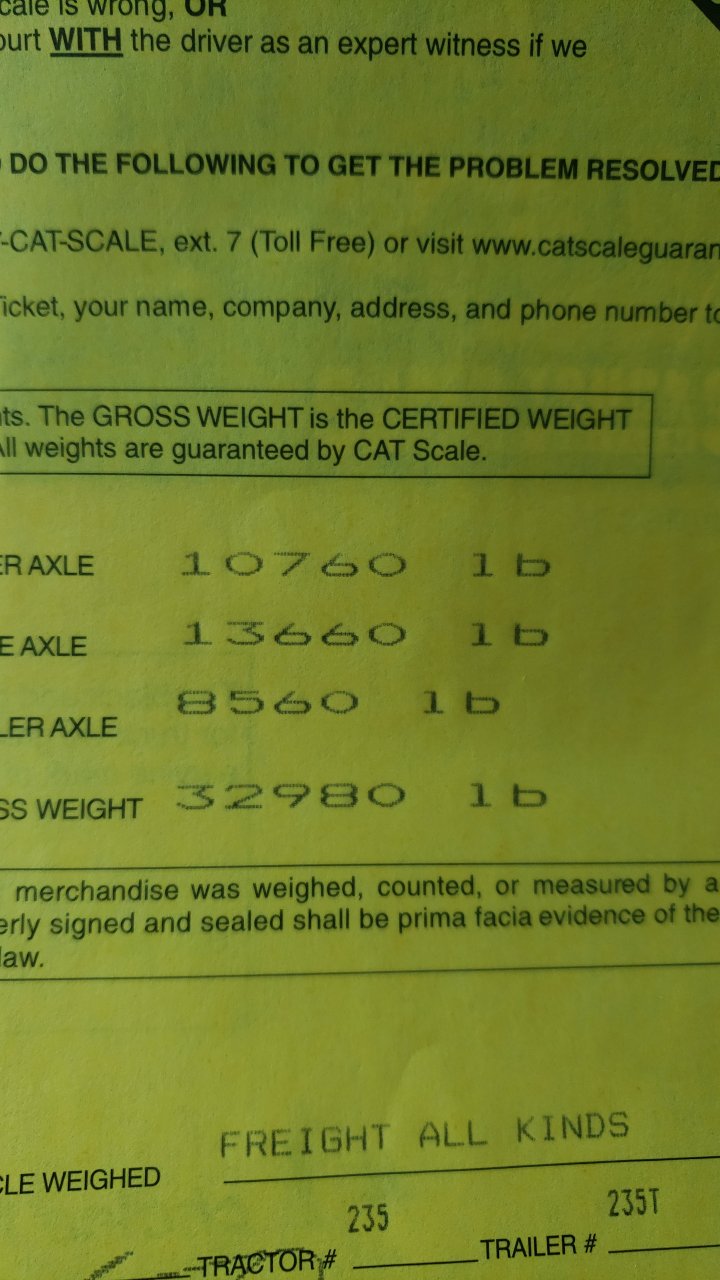 cale is wrong, OR
ourt WITH the driver as an expert witness if we
DO THE FOLLOWING TO GET THE PROBLEM RESOLVED
-CAT-SCALE, ext. 7 (Toll Free) or visit www.catscaleguaran
icket, your name, company, address, and phone number to
ts. The GROSS WEIGHT is the CERTIFIED WEIGHT
All weights are guaranteed by CAT Scale.
ER AXLE 10760 lb
E AXLE 13660 lb
LER AXLE 8560 lb
SS WEIGHT 32980 lb
merchandise was weighed, counted, or measured by a
erly signed and sealed shall be prima facia evidence of the
law.
FREIGHT ALL KINDS
CLE WEIGHED
235 235T
TRACTOR # TRAILER #